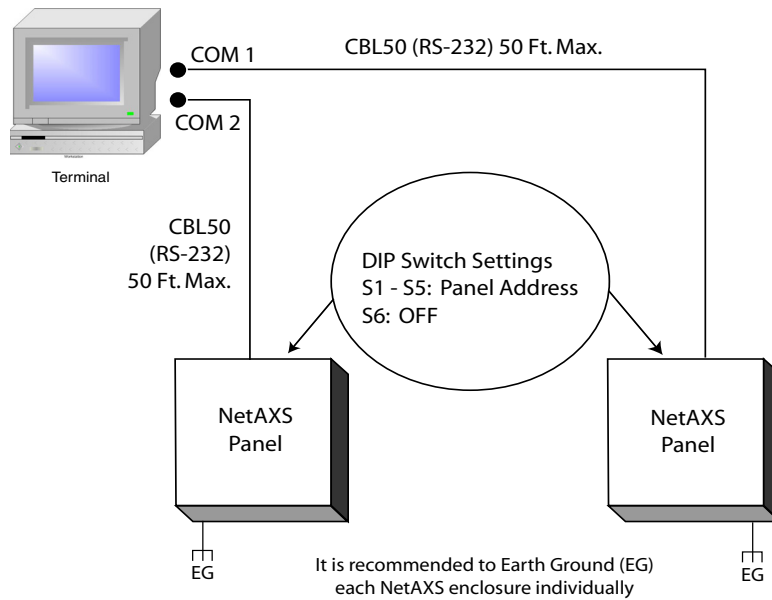 COM 1
CBL50 (RS-232) 50 Ft. Max.
COM 2
Terminal
CBL50
(RS-232)
50 Ft. Max.
DIP Switch Settings
S1 - S5: Panel Address
S6: OFF
NetAXS
Panel
NetAXS
Panel
EG
It is recommended to Earth Ground (EG)
each NetAXS enclosure individually
EG